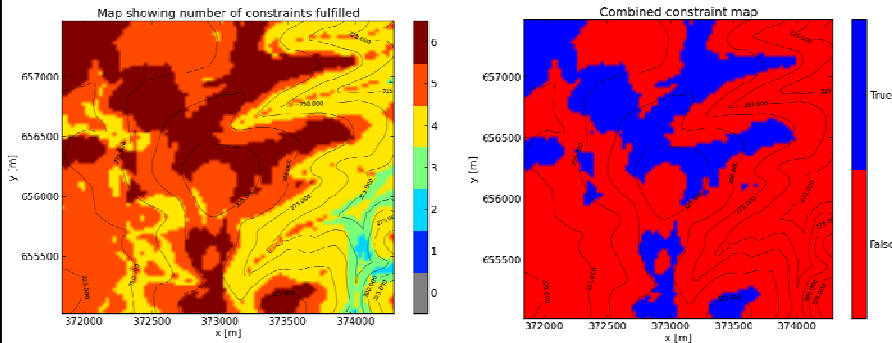 Map showing number of constraints fulfilled
657000
656500
656000
655500
y [m]
372000 372500 373000 373500 374000
x [m]
6
5
4
3
2
1
0
Combined constraint map
657000
656500
656000
655500
y [m]
372000 372500 373000 373500 374000
x [m]
True
False